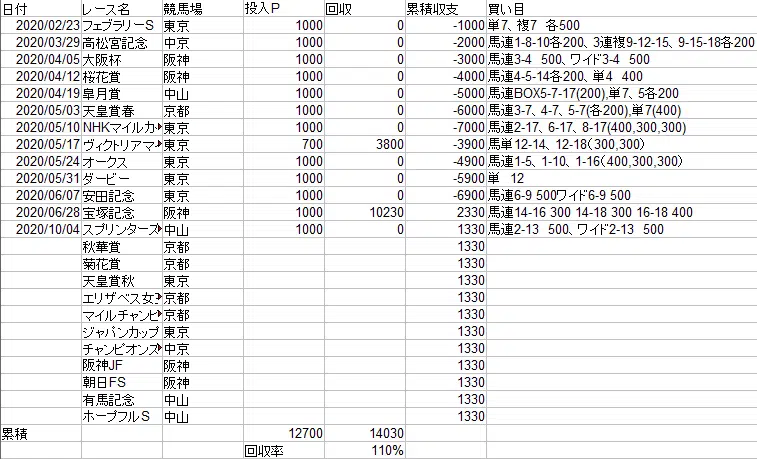 日付 レース名 競馬場 投入P 回収 累積収支 買い目
2020/02/23 フェブラリーS 東京 1000 0 -1000 単7、複7 各500
2020/03/29 高松宮記念 中京 1000 0 -2000 馬連1-8-10各200、3連複9-12-15、9-15-18各200
2020/04/05 大阪杯 阪神 1000 0 -3000 馬連3-4 500、ワイド3-4 500
2020/04/12 桜花賞 阪神 1000 0 -4000 馬連4-5-14各200、単4 400
2020/04/19 皐月賞 中山 1000 0 -5000 馬連BOX5-7-17(200),単7、5各200
2020/05/03 天皇賞春 京都 1000 0 -6000 馬連3-7、4-7、5-7(各200),単7(400)
2020/05/10 NHKマイルカ 東京 1000 0 -7000 馬連2-17、6-17、8-17(400,300,300)
2020/05/17 ヴィクトリアマ 東京 700 3800 -3900 馬単12-14、12-18(300,300)
2020/05/24 オークス 東京 1000 0 -4900 馬連1-5、1-10、1-16(400,300,300)
2020/05/31 ダービー 東京 1000 0 -5900 単 12
2020/06/07 安田記念 東京 1000 0 -6900 馬連6-9 500ワイド6-9 500
2020/06/28 宝塚記念 阪神 1000 10230 2330 馬連14-16 300 14-18 300 16-18 400
2020/10/04 スプリンターズ 中山 1000 0 1330 馬連2-13 500、ワイド2-13 500
秋華賞 京都 1330
菊花賞 京都 1330
天皇賞秋 東京 1330
エリザベス女王 京都 1330
マイルチャンピ 京都 1330
ジャパンカップ 東京 1330
チャンピオンズ 中京 1330
阪神JF 阪神 1330
朝日FS 阪神 1330
有馬記念 中山 1330
ホープフルS 中山 1330
累積 12700 14030
回収率 110%